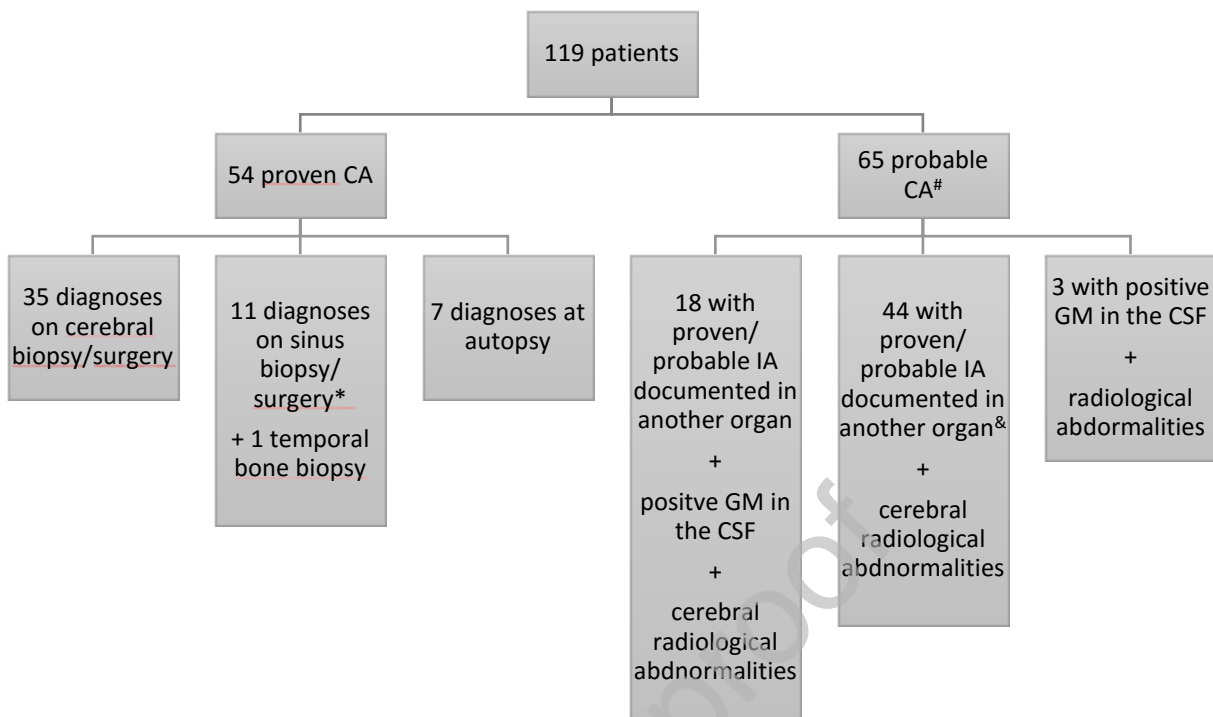 119 patients
54 proven CA
65 probable
CA#
35 diagnoses
on cerebral
biopsy/surgery
11 diagnoses
on sinus
biopsy/
surgery*
+ 1 temporal
bone biopsy
7 diagnoses at
autopsy
18 with
proven/
probable IA
documented in
another organ
+
positve GM in
the CSF
+
cerebral
radiological
abdnormalities
44 with
proven/
probable IA
documented in
another organ&
+
cerebral
radiological
abdnormalities
3 with positive
GM in the CSF
+
radiological
abdormalities
proof